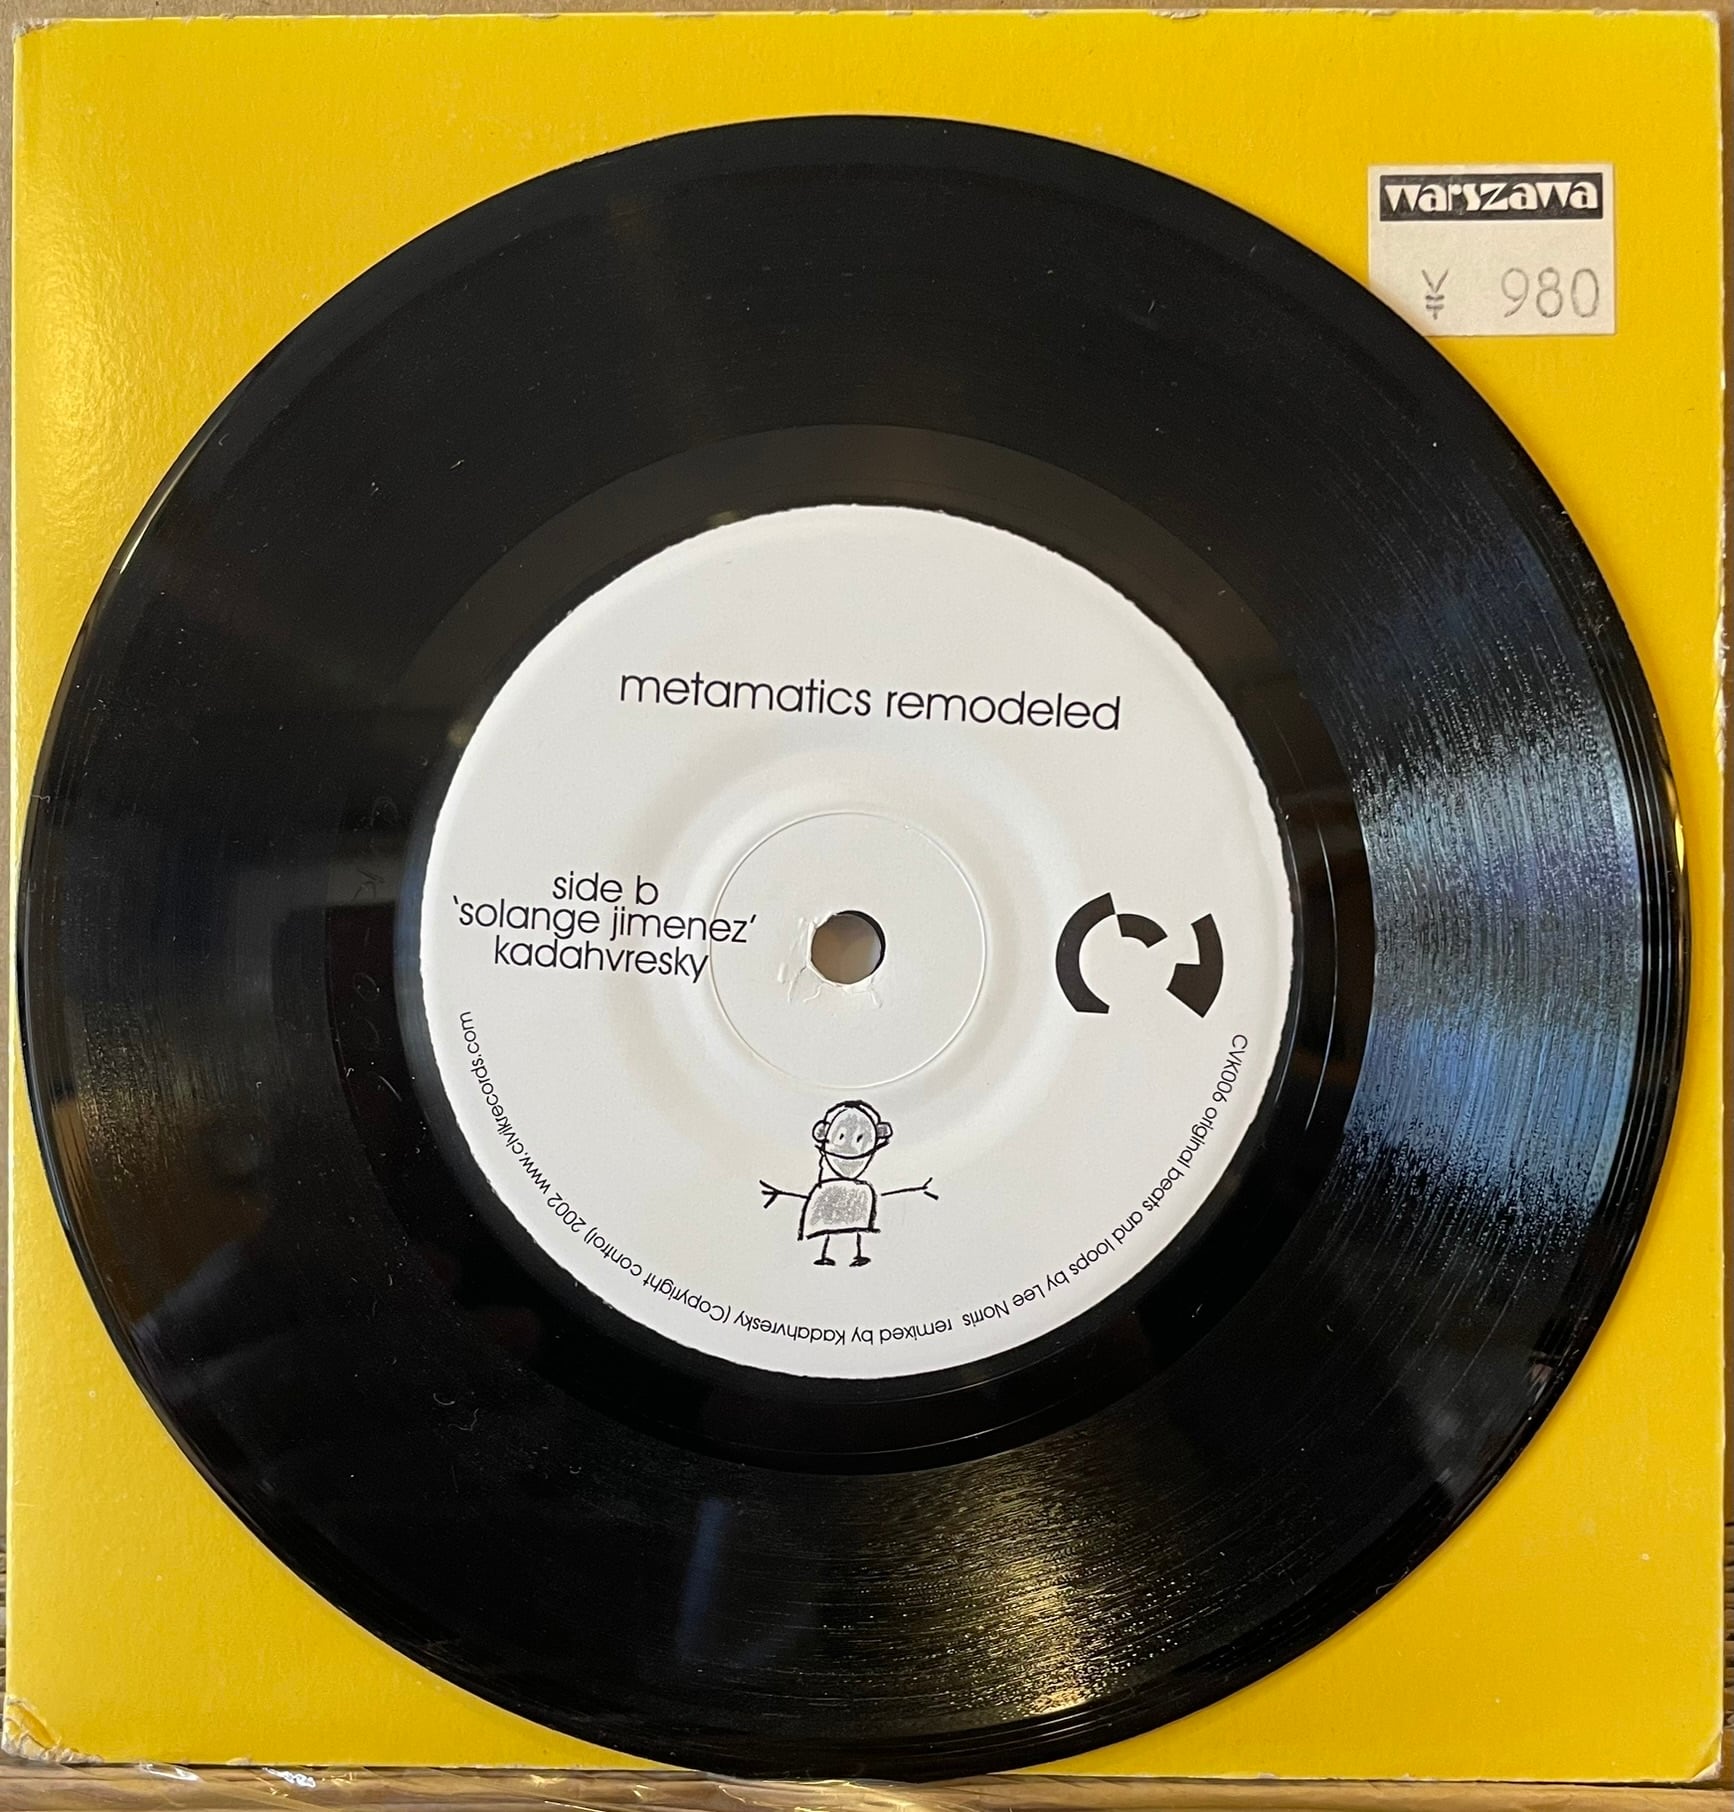 warszawa
¥ 980
metamatics remodeled
side b
'solange jimenez'
kadahvresky
CVK006 original beats and loops by Lee Norris remixed by Kadahvresky (Copyright control) 2002 www.civikrecords.com